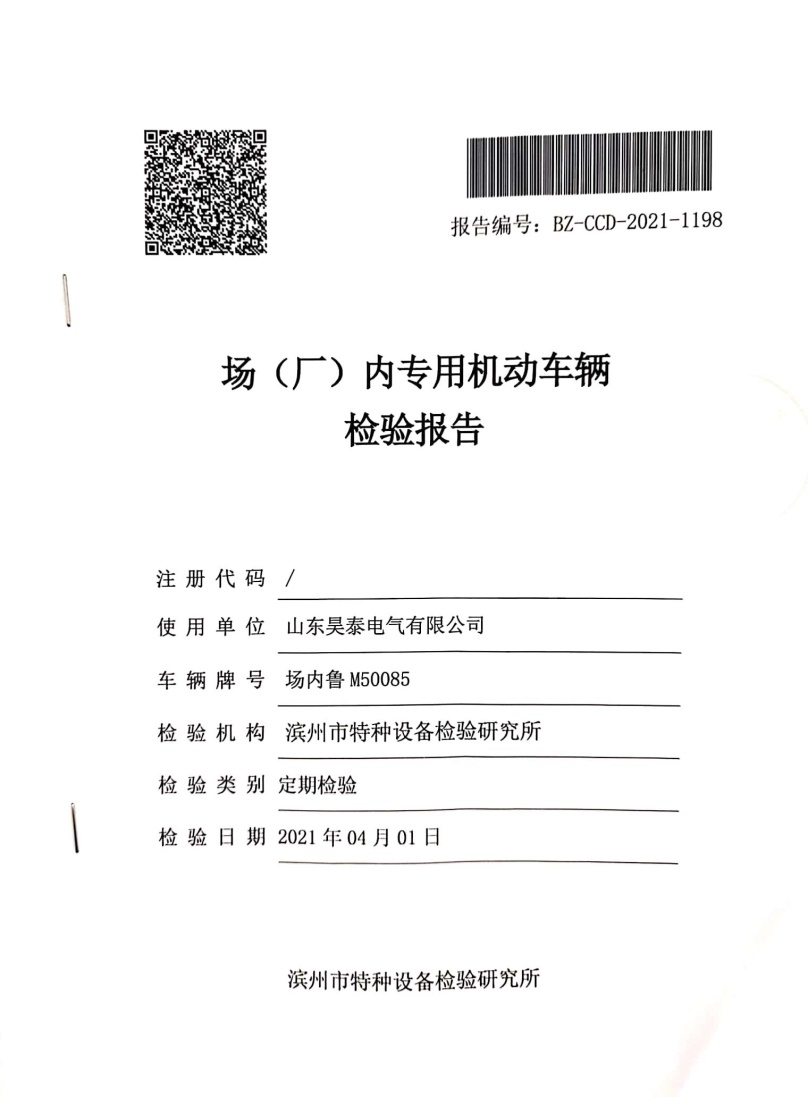 报告编号：BZ-CCD-2021-1198
场（厂）内专用机动车辆
检验报告
注册代码 /
使用单位 山东昊泰电气有限公司
车辆牌号 场内鲁M50085
检验机构 滨州市特种设备检验研究所
检验类别 定期检验
检验日期 2021年04月01日
滨州市特种设备检验研究所